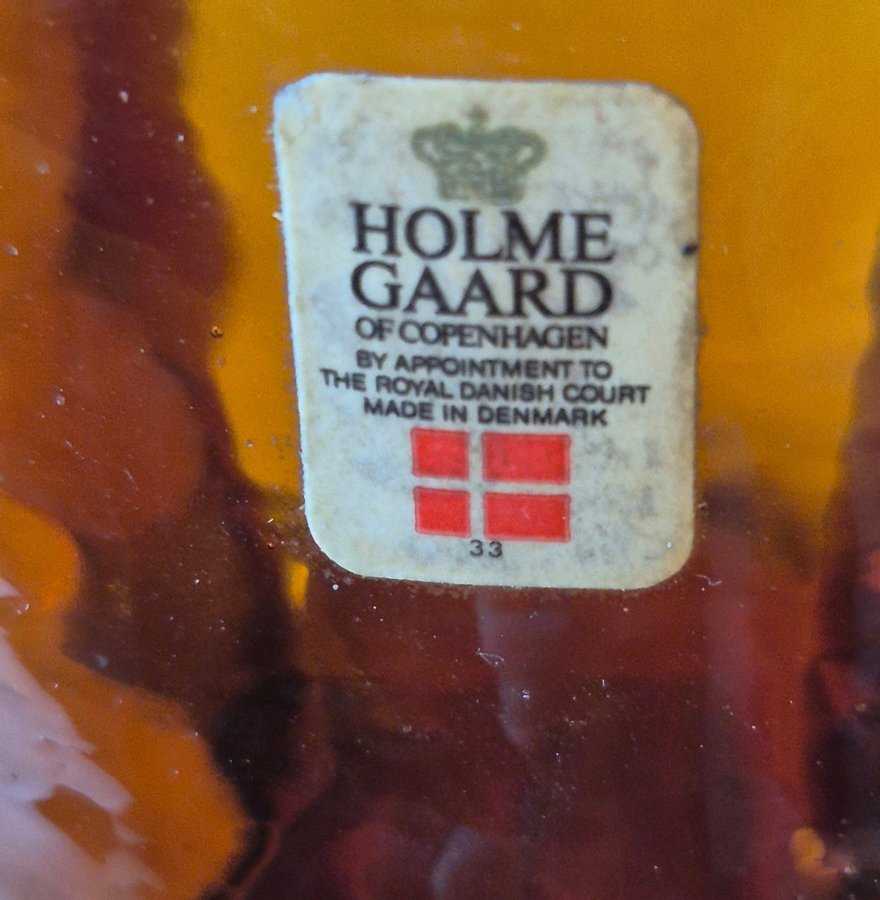 HOLME
GAARD
OF COPENHAGEN
BY APPOINTMENT TO
THE ROYAL DANISH COURT
MADE IN DENMARK
33